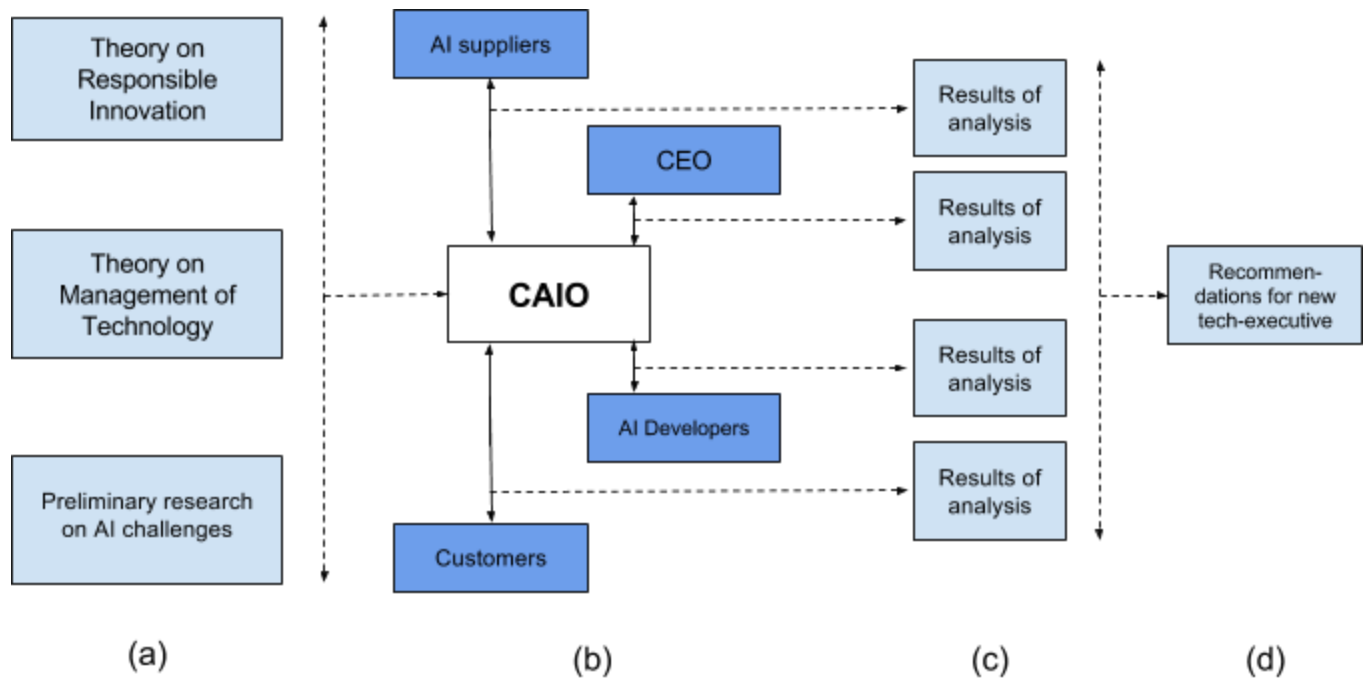 Theory on
Responsible
Innovation
Theory on
Management of
Technology
Preliminary research
on AI challenges
(a)
AI suppliers
CEO
CAIO
AI Developers
Customers
(b)
Results of
analysis
Results of
analysis
Results of
analysis
Results of
analysis
(c)
Recommen-
dations for new
tech-executive
(d)